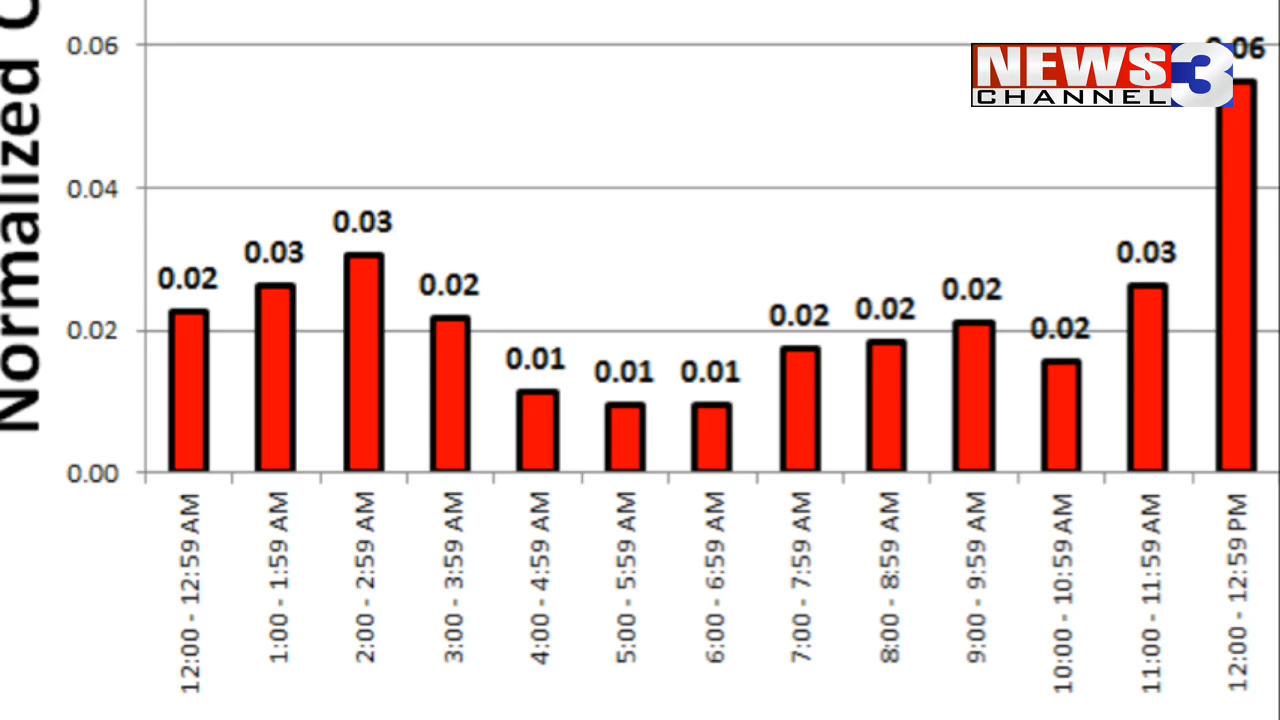 Normalized
0.06
0.04
0.02
0.00
NEWS
CHANNEL
3
0.02
0.03
0.03
0.02
0.01
0.01
0.01
0.02
0.02
0.02
0.02
0.03
0.06
12:00 - 12:59 AM
1:00 - 1:59 AM
2:00 - 2:59 AM
3:00 - 3:59 AM
4:00 - 4:59 AM
5:00 - 5:59 AM
6:00 - 6:59 AM
7:00 - 7:59 AM
8:00 - 8:59 AM
9:00 - 9:59 AM
10:00 - 10:59 AM
11:00 - 11:59 AM
12:00 - 12:59 PM